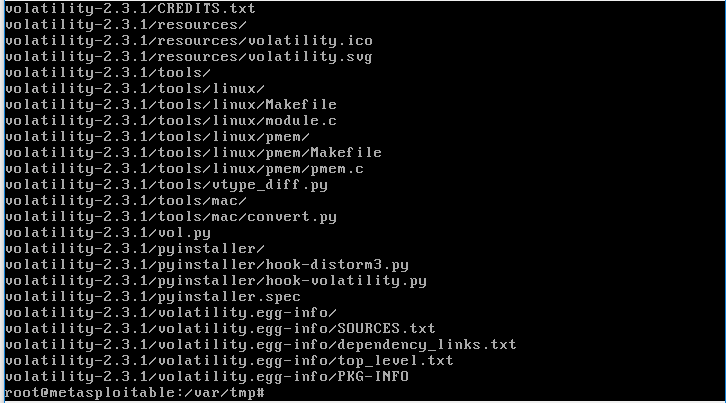 volatility-2.3.1/CREDITS.txt
volatility-2.3.1/resources/
volatility-2.3.1/resources/volatility.ico
volatility-2.3.1/resources/volatility.svg
volatility-2.3.1/tools/
volatility-2.3.1/tools/linux/
volatility-2.3.1/tools/linux/Makefile
volatility-2.3.1/tools/linux/module.c
volatility-2.3.1/tools/linux/pmem/
volatility-2.3.1/tools/linux/pmem/Makefile
volatility-2.3.1/tools/linux/pmem/pmem.c
volatility-2.3.1/tools/vtype_diff.py
volatility-2.3.1/tools/mac/
volatility-2.3.1/tools/mac/convert.py
volatility-2.3.1/vol.py
volatility-2.3.1/pyinstaller/
volatility-2.3.1/pyinstaller/hook-distorm3.py
volatility-2.3.1/pyinstaller/hook-volatility.py
volatility-2.3.1/pyinstaller.spec
volatility-2.3.1/volatility.egg-info/
volatility-2.3.1/volatility.egg-info/SOURCES.txt
volatility-2.3.1/volatility.egg-info/dependency_links.txt
volatility-2.3.1/volatility.egg-info/top_level.txt
volatility-2.3.1/volatility.egg-info/PKG-INFO
root@metasploitable:/var/tmp#